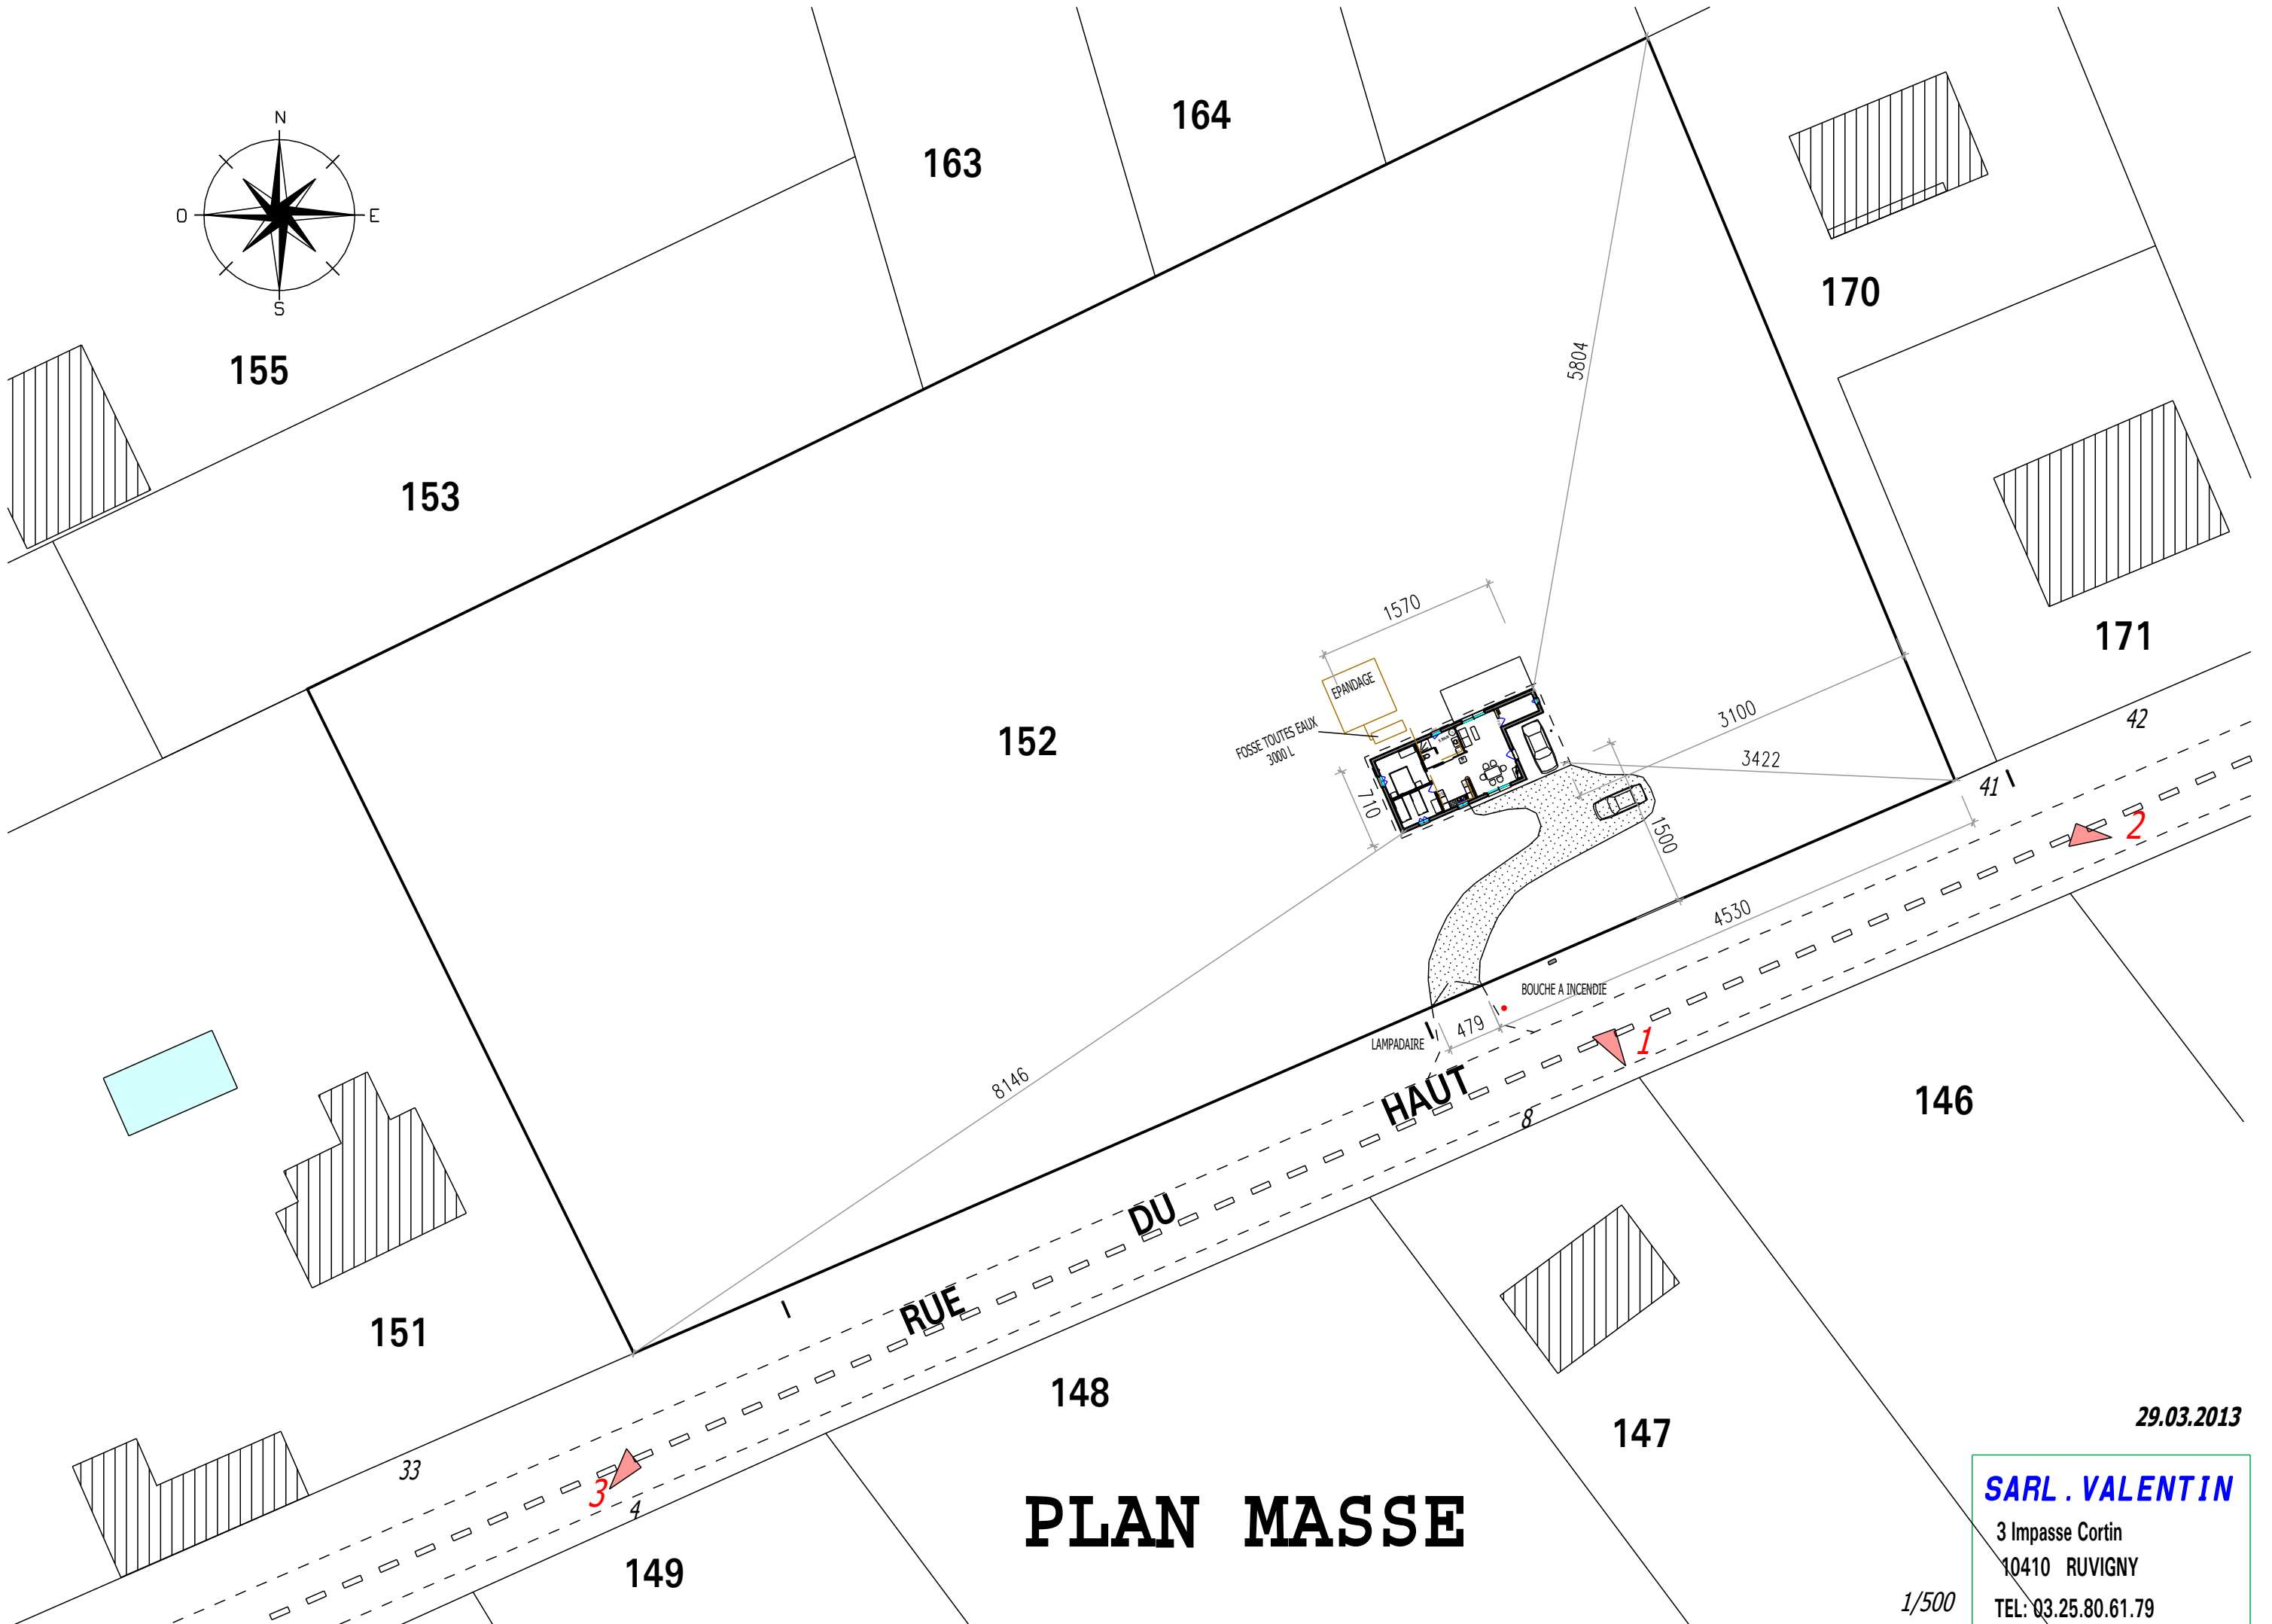 N
O
E
S
163
164
155
153
170
171
152
151
5804
1570
EPANDAGE
FOSSE TOUTES EAUX
3000 L
710
3100
3422
1500
4530
479
8146
42
41
2
BOUCHE A INCENDIE
LAMPADAIRE
1
RUE DU HAUT
8
146
148
147
33
3
4
149
PLAN MASSE
29.03.2013
SARL.VALENTIN
3 Impasse Cortin
10410 RUVIGNY
TEL: 03.25.80.61.79
1/500